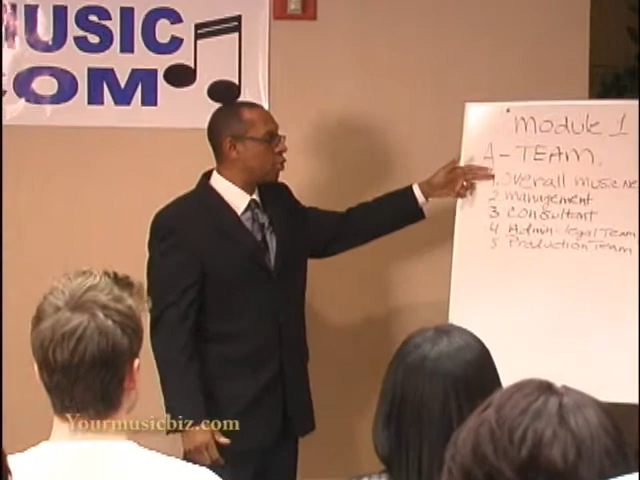 MUSIC
COM
Module 1
A-TEAM.
1. Overall music Ne
2 management
3 Consultant
4 Admin-legal Team
5 Production Team
Yourmusicbiz.com